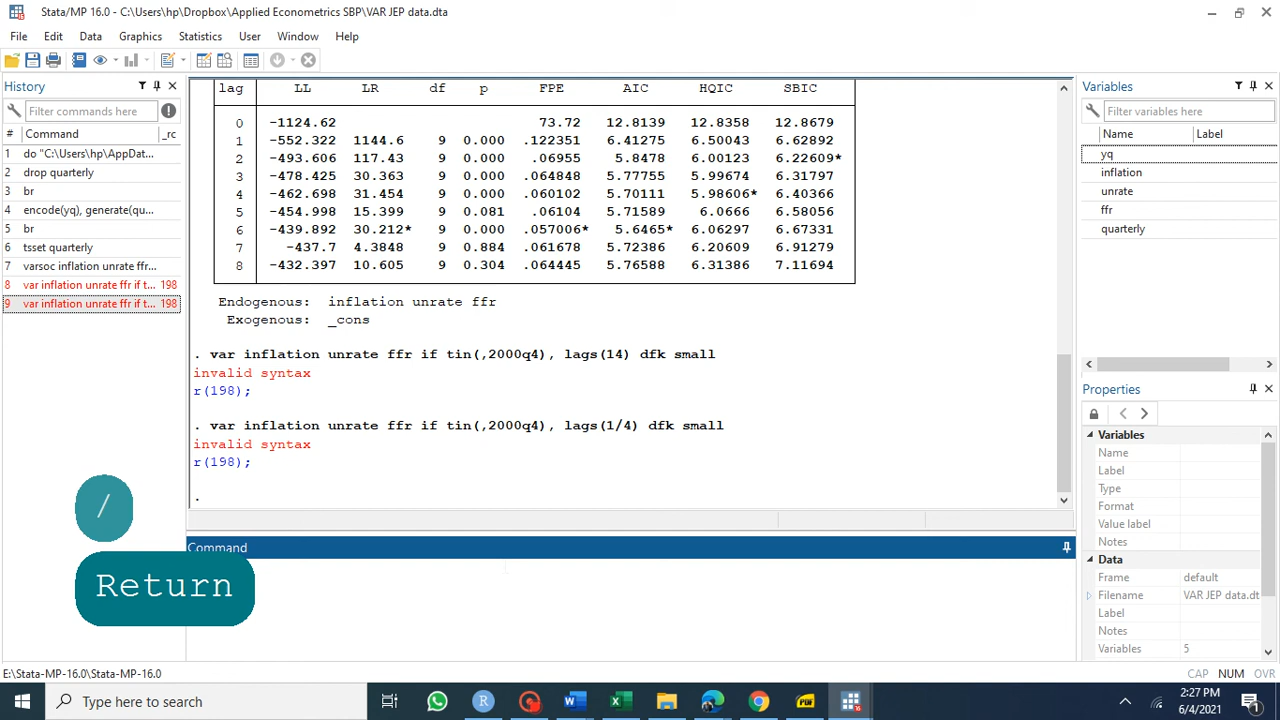 Stata/MP 16.0 - C:\Users\hp\Dropbox\Applied Econometrics SBP\VAR JEP data.dta
File Edit Data Graphics Statistics User Window Help
History
Filter commands here
# Command _rc
1 do "C:\Users\hp\AppDat...
2 drop quarterly
3 br
4 encode(yq), generate(qu...
5 br
6 tsset quarterly
7 varsoc inflation unrate ffr...
8 var inflation unrate ffr if t... 198
9 var inflation unrate ffr if t... 198
lag LL LR df p FPE AIC HQIC SBIC
0 -1124.62 73.72 12.8139 12.8358 12.8679
1 -552.322 1144.6 9 0.000 .122351 6.41275 6.50043 6.62892
2 -493.606 117.43 9 0.000 .06955 5.8478 6.00123 6.22609*
3 -478.425 30.363 9 0.000 .064848 5.77755 5.99674 6.31797
4 -462.698 31.454 9 0.000 .060102 5.70111 5.98606* 6.40366
5 -454.998 15.399 9 0.081 .06104 5.71589 6.0666 6.58056
6 -439.892 30.212* 9 0.000 .057006* 5.6465* 6.06297 6.67331
7 -437.7 4.3848 9 0.884 .061678 5.72386 6.20609 6.91279
8 -432.397 10.605 9 0.304 .064445 5.76588 6.31386 7.11694
Endogenous: inflation unrate ffr
Exogenous: _cons
. var inflation unrate ffr if tin(,2000q4), lags(14) dfk small
invalid syntax
r(198);
. var inflation unrate ffr if tin(,2000q4), lags(1/4) dfk small
invalid syntax
r(198);
.
Command
/
Return
Variables
Filter variables here
Name Label
yq
inflation
unrate
ffr
quarterly
Properties
Variables
Name
Label
Type
Format
Value label
Notes
Data
Frame default
Filename VAR JEP data.dt
Label
Notes
Variables 5
E:\Stata-MP-16.0\Stata-MP-16.0
CAP NUM OVR
Type here to search
2:27 PM
6/4/2021